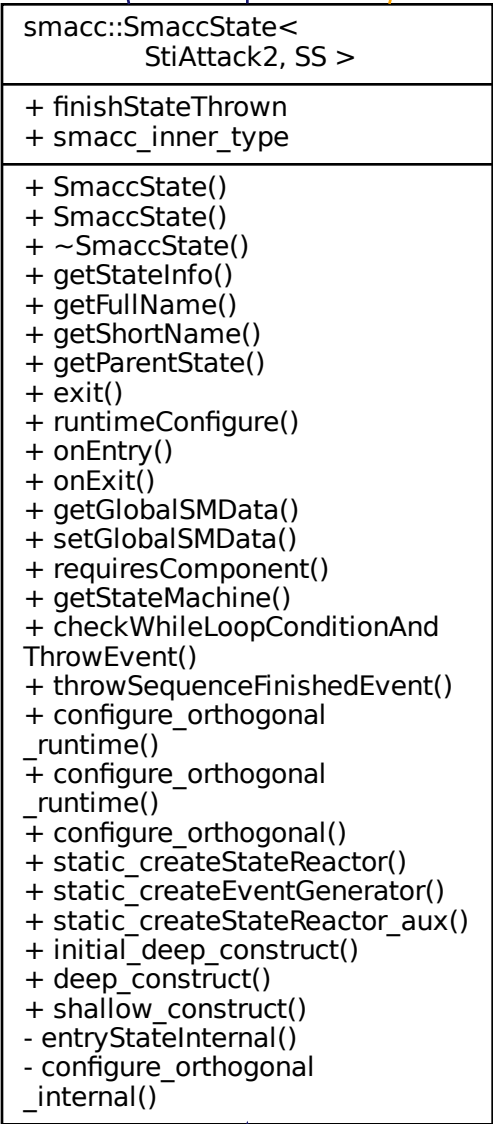 smacc::SmaccState<
StiAttack2, SS >
+ finishStateThrown
+ smacc_inner_type
+ SmaccState()
+ SmaccState()
+ ~SmaccState()
+ getStateInfo()
+ getFullName()
+ getShortName()
+ getParentState()
+ exit()
+ runtimeConfigure()
+ onEntry()
+ onExit()
+ getGlobalSMData()
+ setGlobalSMData()
+ requiresComponent()
+ getStateMachine()
+ checkWhileLoopConditionAnd
ThrowEvent()
+ throwSequenceFinishedEvent()
+ configure_orthogonal
_runtime()
+ configure_orthogonal
_runtime()
+ configure_orthogonal()
+ static_createStateReactor()
+ static_createEventGenerator()
+ static_createStateReactor_aux()
+ initial_deep_construct()
+ deep_construct()
+ shallow_construct()
- entryStateInternal()
- configure_orthogonal
_internal()